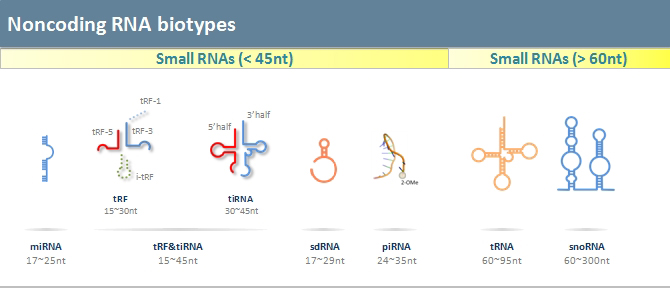 Noncoding RNA biotypes
Small RNAs (< 45nt)
Small RNAs (> 60nt)
tRF-1
tRF-5
tRF-3
i-tRF
5'half
3'half
2-OMe
tRF
15~30nt
tiRNA
30~45nt
miRNA
17~25nt
tRF&tiRNA
15~45nt
sdRNA
17~29nt
piRNA
24~35nt
tRNA
60~95nt
snoRNA
60~300nt